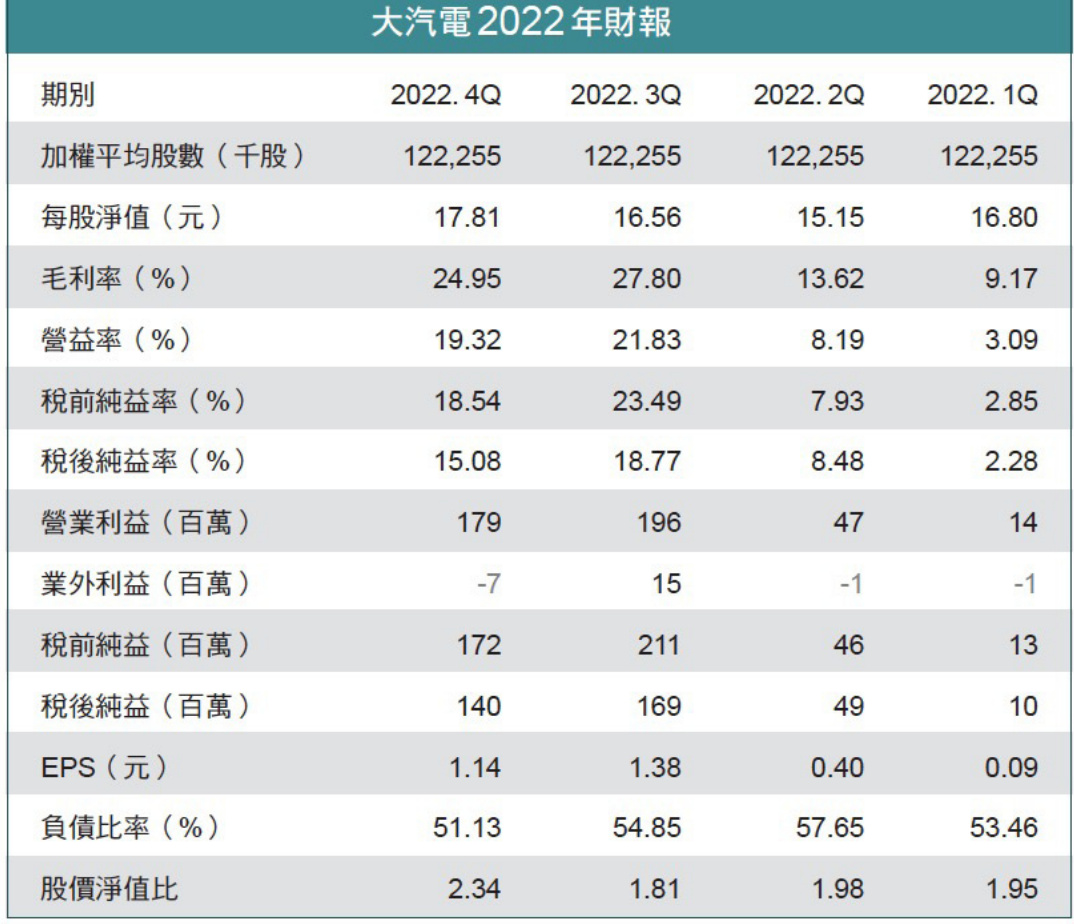 大汽電2022年財報
期別 2022. 4Q 2022. 3Q 2022. 2Q 2022. 1Q
加權平均股數（千股） 122,255 122,255 122,255 122,255
每股淨值（元） 17.81 16.56 15.15 16.80
毛利率（%） 24.95 27.80 13.62 9.17
營益率（%） 19.32 21.83 8.19 3.09
稅前純益率（%） 18.54 23.49 7.93 2.85
稅後純益率（%） 15.08 18.77 8.48 2.28
營業利益（百萬） 179 196 47 14
業外利益（百萬） -7 15 -1 -1
稅前純益（百萬） 172 211 46 13
稅後純益（百萬） 140 169 49 10
EPS（元） 1.14 1.38 0.40 0.09
負債比率（%） 51.13 54.85 57.65 53.46
股價淨值比 2.34 1.81 1.98 1.95